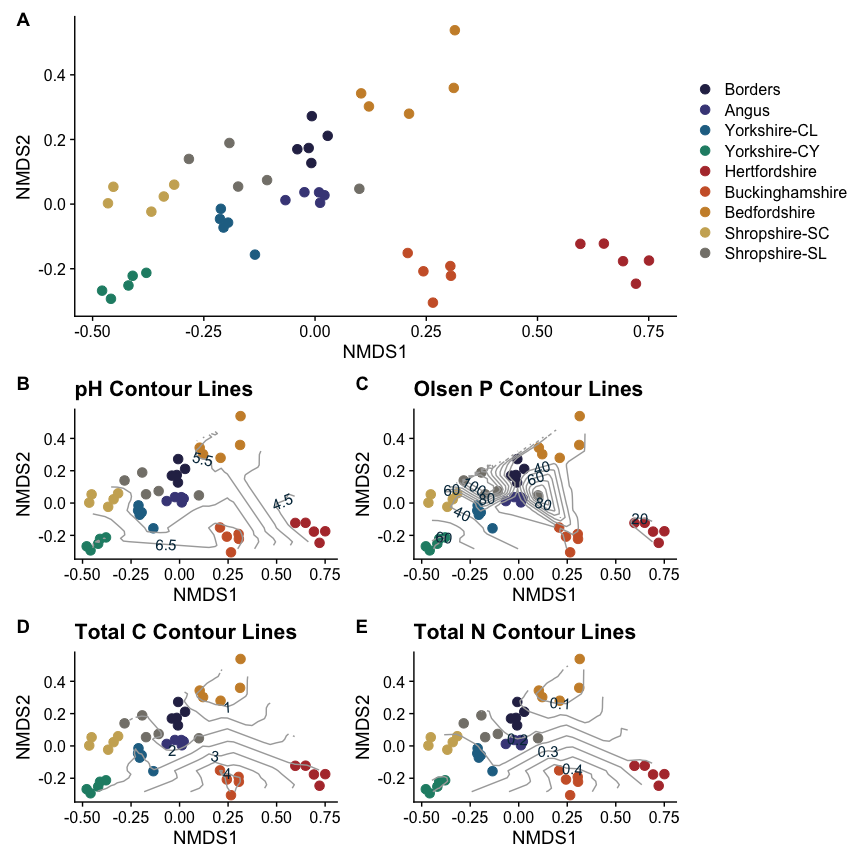 A
0.4
0.2
0.0
-0.2
NMDS2
-0.50
-0.25
0.00
0.25
0.50
0.75
NMDS1
Borders
Angus
Yorkshire-CL
Yorkshire-CY
Hertfordshire
Buckinghamshire
Bedfordshire
Shropshire-SC
Shropshire-SL
B
pH Contour Lines
0.4
0.2
0.0
-0.2
NMDS2
5.5
4.5
6.5
-0.50
-0.25
0.00
0.25
0.50
0.75
NMDS1
C
Olsen P Contour Lines
0.4
0.2
0.0
-0.2
NMDS2
40
60
60
100
80
80
40
20
60
-0.50
-0.25
0.00
0.25
0.50
0.75
NMDS1
D
Total C Contour Lines
0.4
0.2
0.0
-0.2
NMDS2
1
2
3
4
-0.50
-0.25
0.00
0.25
0.50
0.75
NMDS1
E
Total N Contour Lines
0.4
0.2
0.0
-0.2
NMDS2
0.1
0.2
0.3
0.4
-0.50
-0.25
0.00
0.25
0.50
0.75
NMDS1